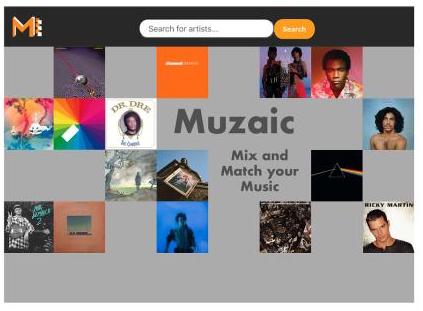 M
Search for artists...
Search
DR. DRE
Muzaic
Mix and
Match your
Music
RICKY MARTIN